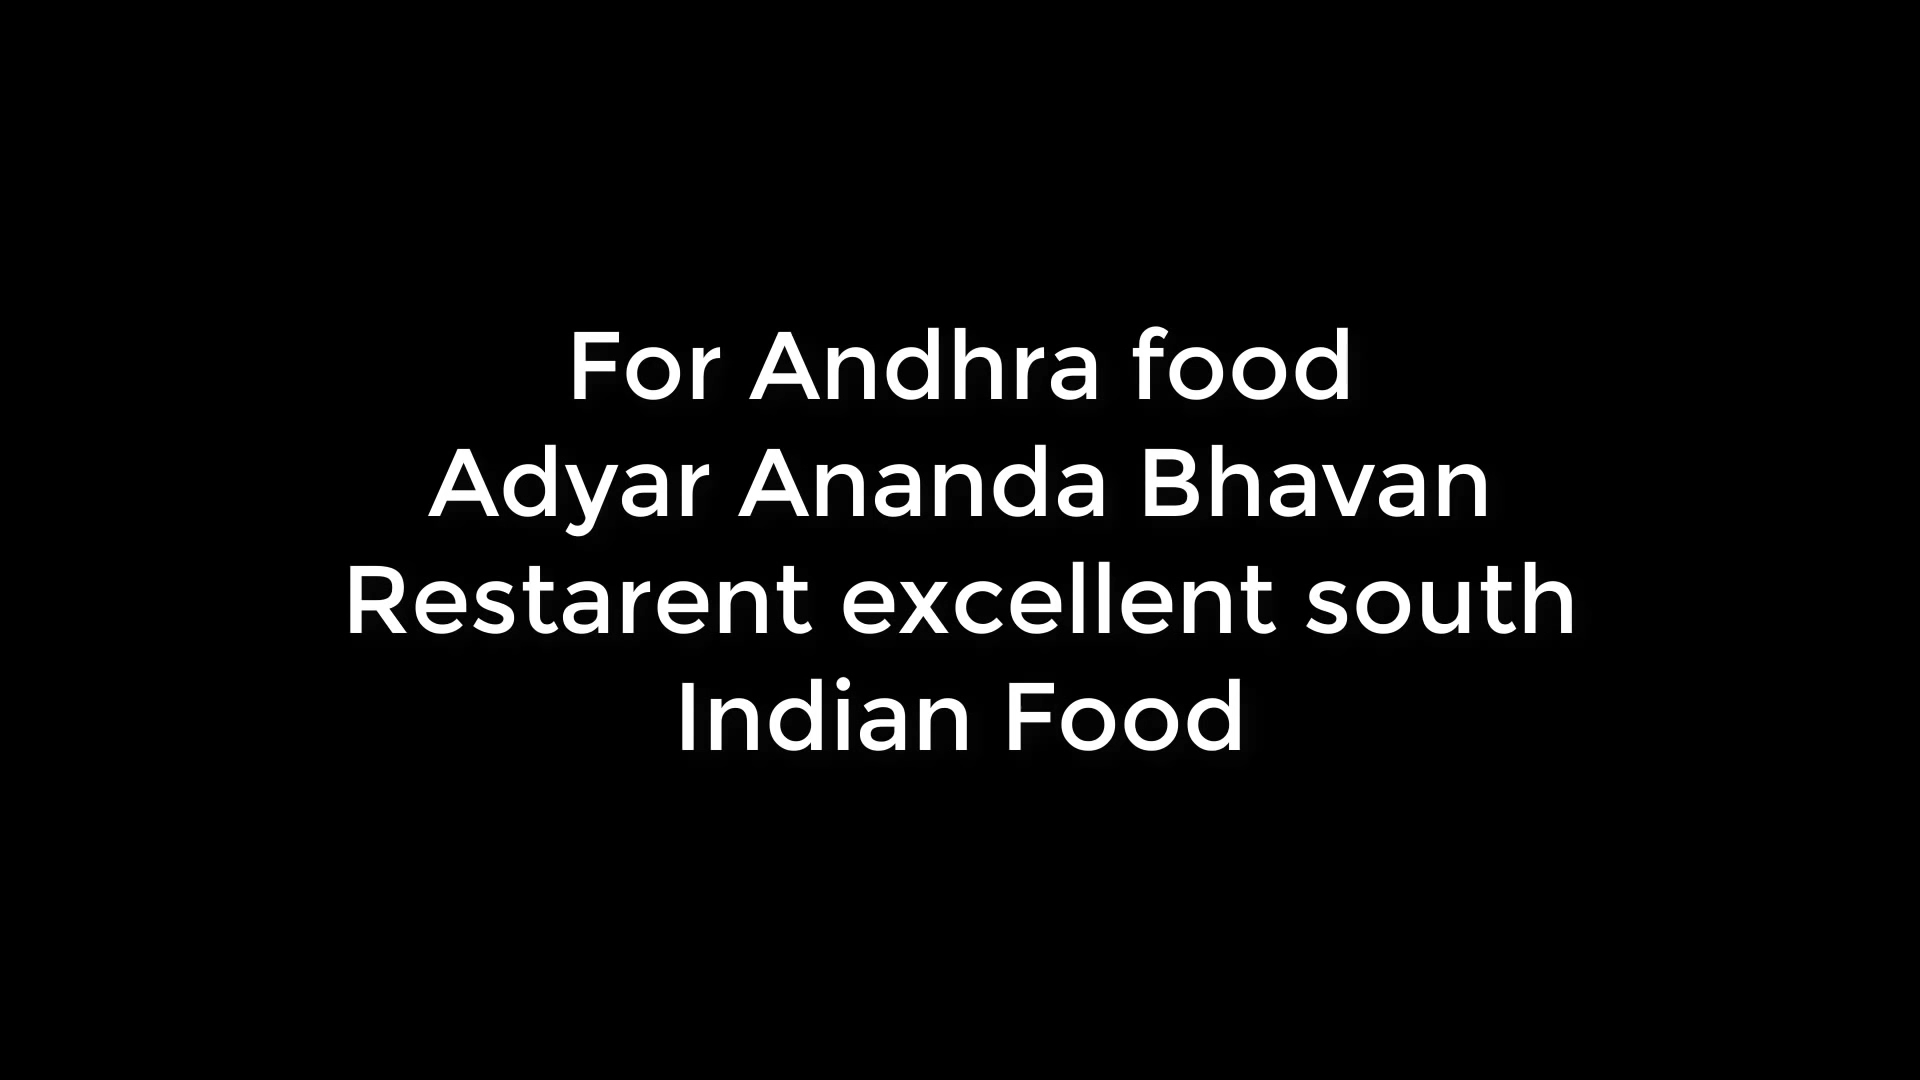 For Andhra food
Adyar Ananda Bhavan
Restarent excellent south
Indian Food